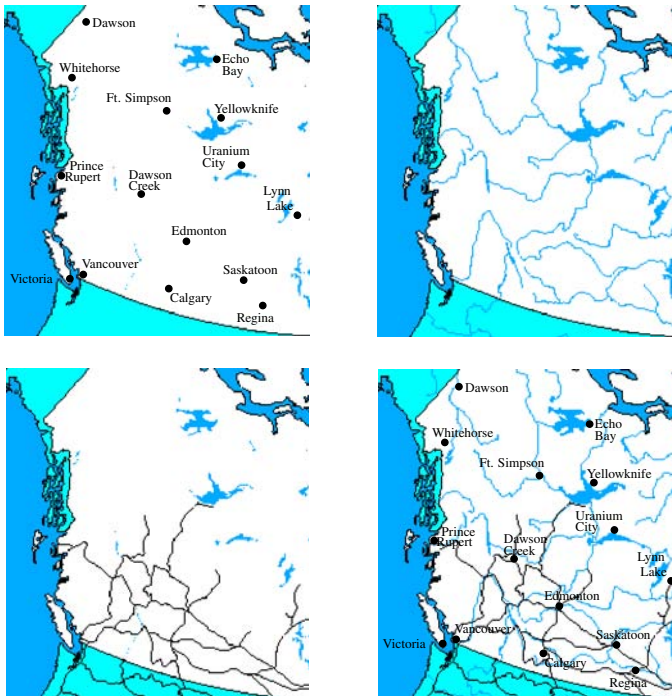 Dawson
Echo
Bay
Whitehorse
Ft. Simpson
Yellowknife
Uranium
City
Prince
Rupert
Dawson
Creek
Lynn
Lake
Edmonton
Vancouver
Victoria
Saskatoon
Calgary
Regina
Dawson
Echo
Bay
Whitehorse
Ft. Simpson
Yellowknife
Uranium
City
Prince
Rupert
Dawson
Creek
Lynn
Lake
Edmonton
Vancouver
Victoria
Saskatoon
Calgary
Regina